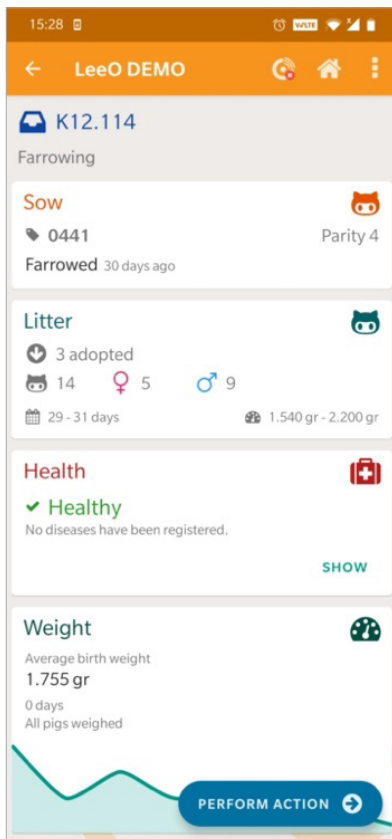 15:28
VoLTE
LeeO DEMO
K12.114
Farrowing
Sow
0441 Parity 4
Farrowed 30 days ago
Litter
3 adopted
14 5 9
29 - 31 days 1.540 gr - 2.200 gr
Health
Healthy
No diseases have been registered.
SHOW
Weight
Average birth weight
1.755 gr
0 days
All pigs weighed
PERFORM ACTION